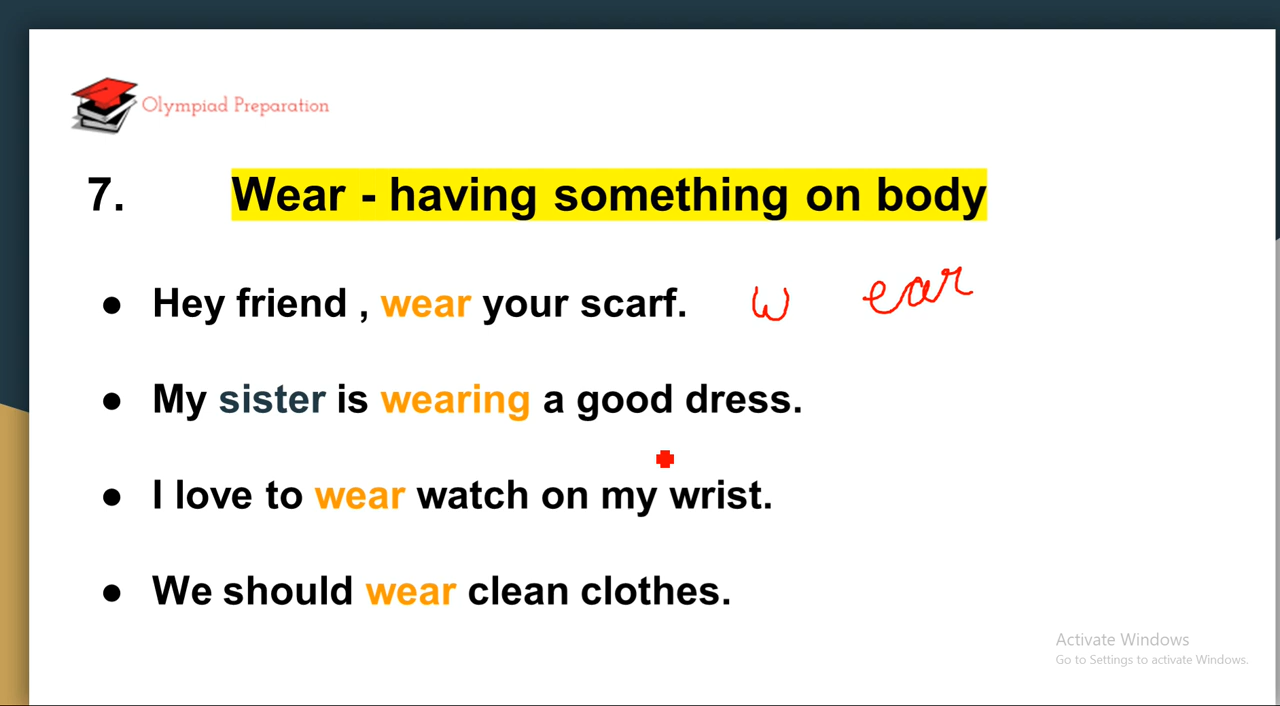 Olympiad Preparation
7. Wear - having something on body
● Hey friend , wear your scarf. w ear
● My sister is wearing a good dress.
● I love to wear watch on my wrist.
● We should wear clean clothes.
Activate Windows
Go to Settings to activate Windows.